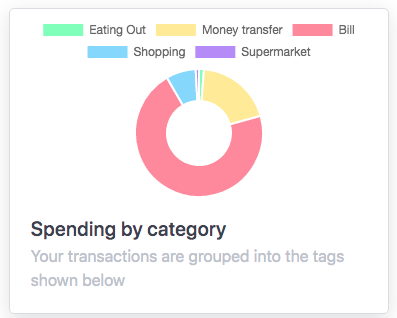 Eating Out Money transfer Bill
Shopping Supermarket
Spending by category
Your transactions are grouped into the tags
shown below